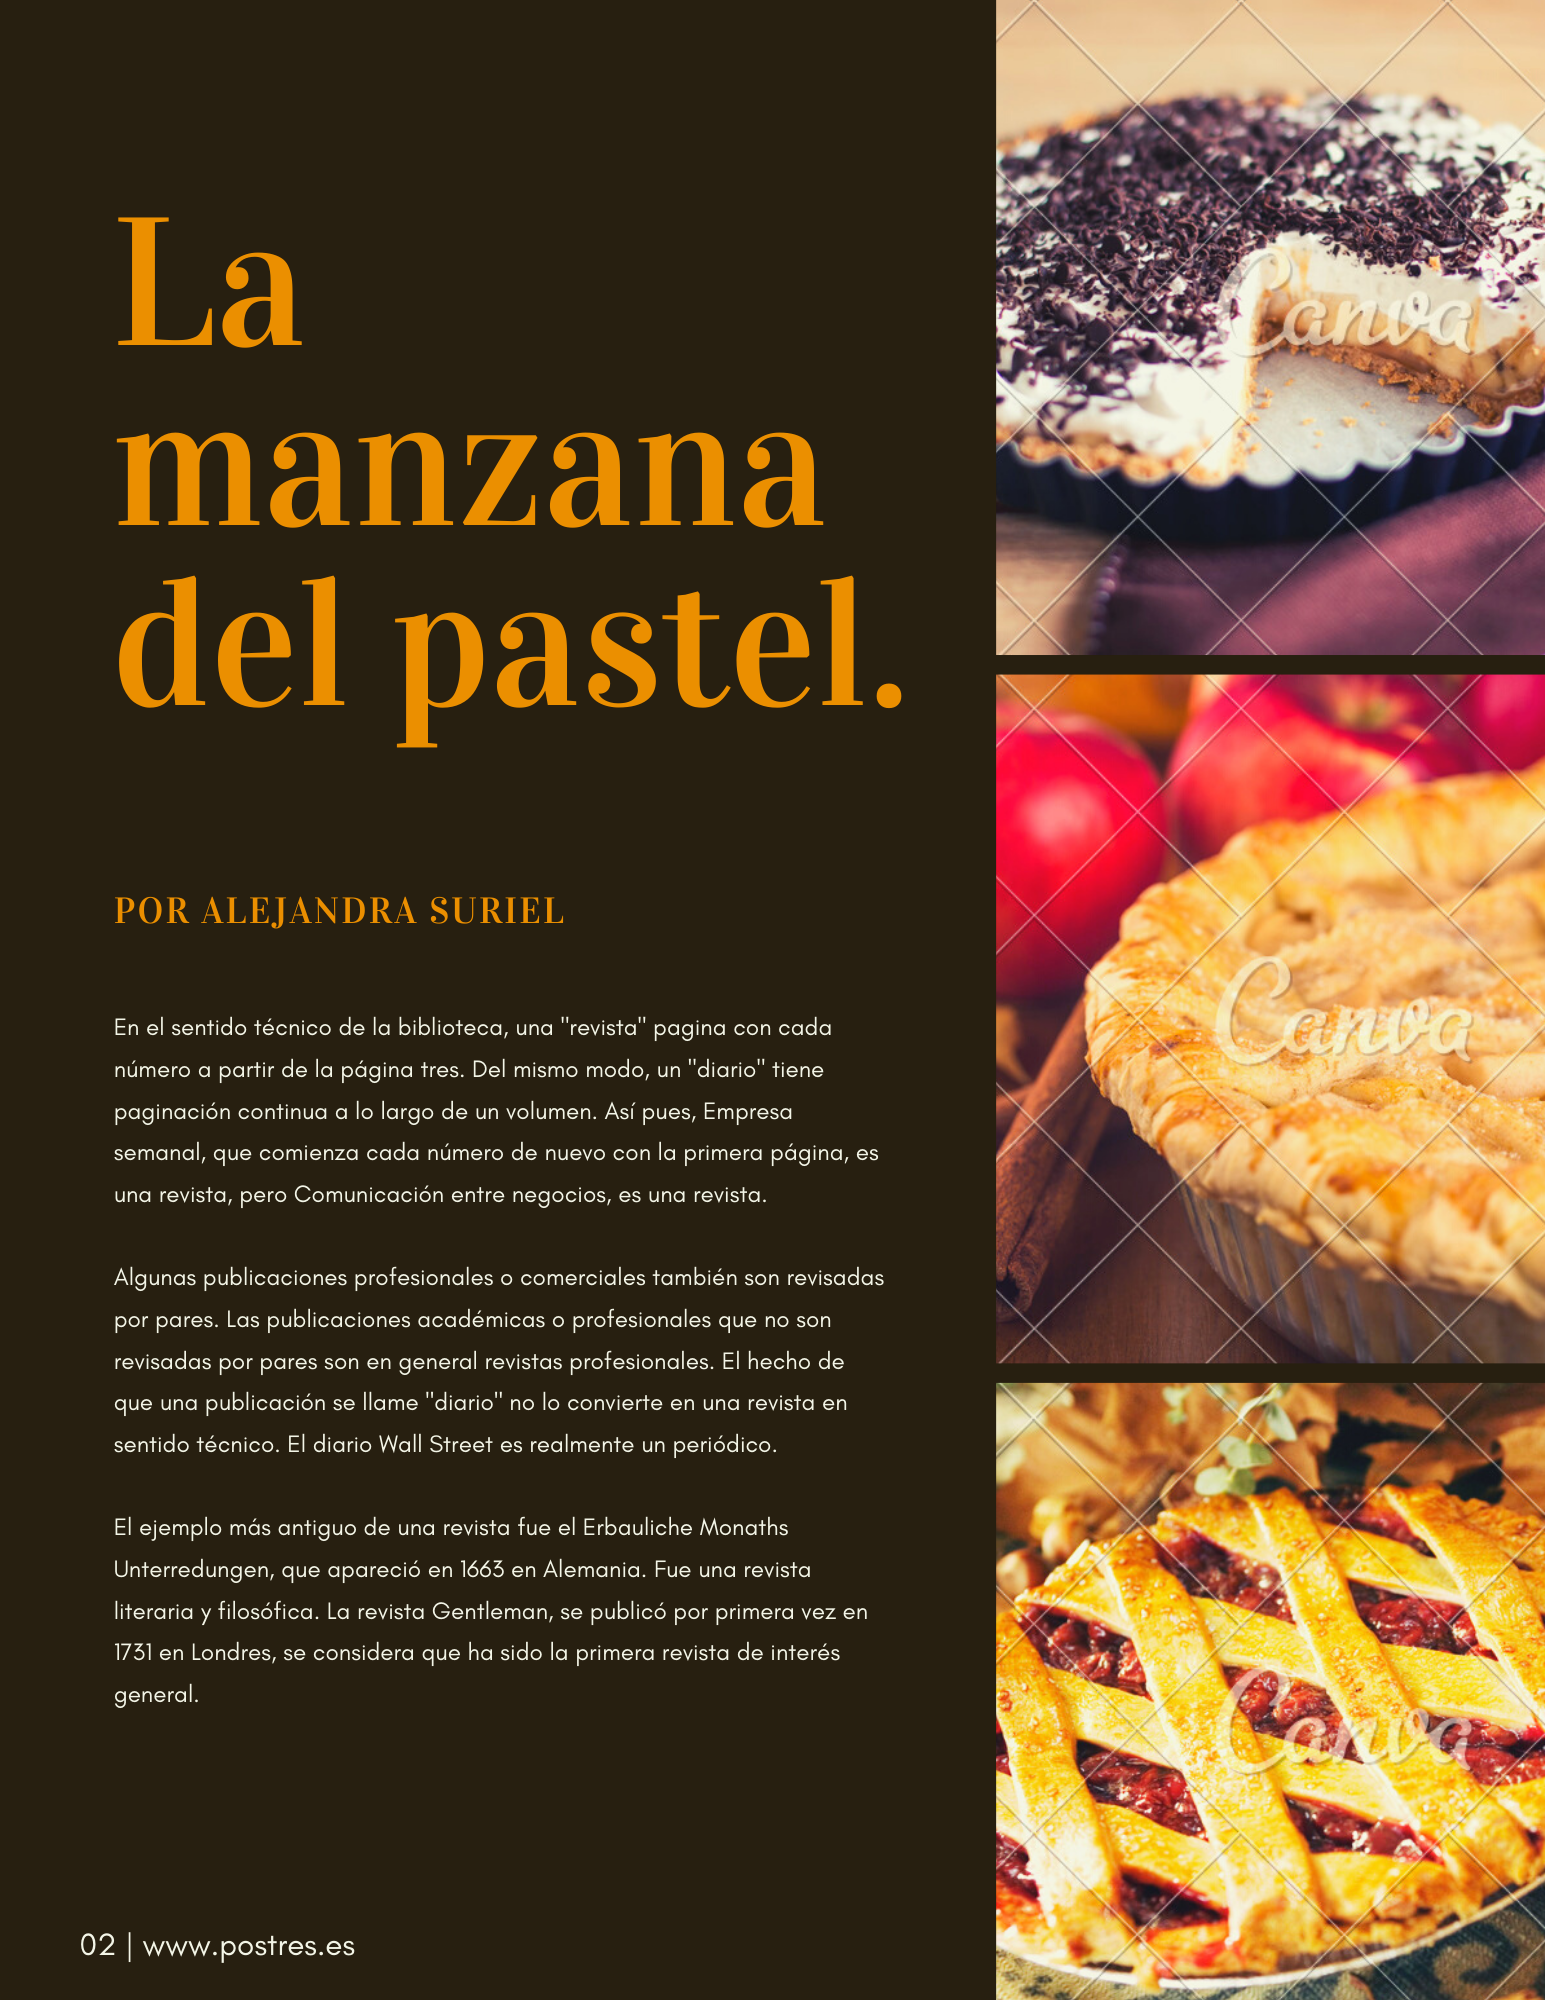 La
manzana
del pastel.
POR ALEJANDRA SURIEL
En el sentido técnico de la biblioteca, una "revista" pagina con cada
número a partir de la página tres. Del mismo modo, un "diario" tiene
paginación continua a lo largo de un volumen. Así pues, Empresa
semanal, que comienza cada número de nuevo con la primera página, es
una revista, pero Comunicación entre negocios, es una revista.
Algunas publicaciones profesionales o comerciales también son revisadas
por pares. Las publicaciones académicas o profesionales que no son
revisadas por pares son en general revistas profesionales. El hecho de
que una publicación se llame "diario" no lo convierte en una revista en
sentido técnico. El diario Wall Street es realmente un periódico.
El ejemplo más antiguo de una revista fue el Erbauliche Monaths
Unterredungen, que apareció en 1663 en Alemania. Fue una revista
literaria y filosófica. La revista Gentleman, se publicó por primera vez en
1731 en Londres, se considera que ha sido la primera revista de interés
general.
02 | www.postres.es
Canva
Canva
Canva